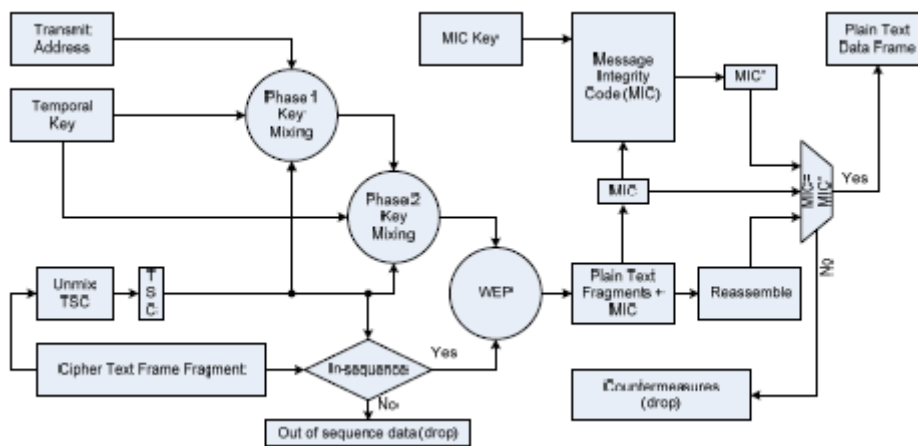 Transmit
Address
Temporal
Key
Phase 1
Key
Mixing
Phase 2
Key
Mixing
Unmix
TSC
TSC
Cipher Text Frame Fragment
In-sequence
Yes
No
Out of sequence data (drop)
WEP
MIC Key
Message
Integrity
Code (MIC)
MIC"
MIC
Plain Text
Fragments +
MIC
Reassemble
MIC=
MIC"
Yes
No
Plain Text
Data Frame
Countermeasures
(drop)